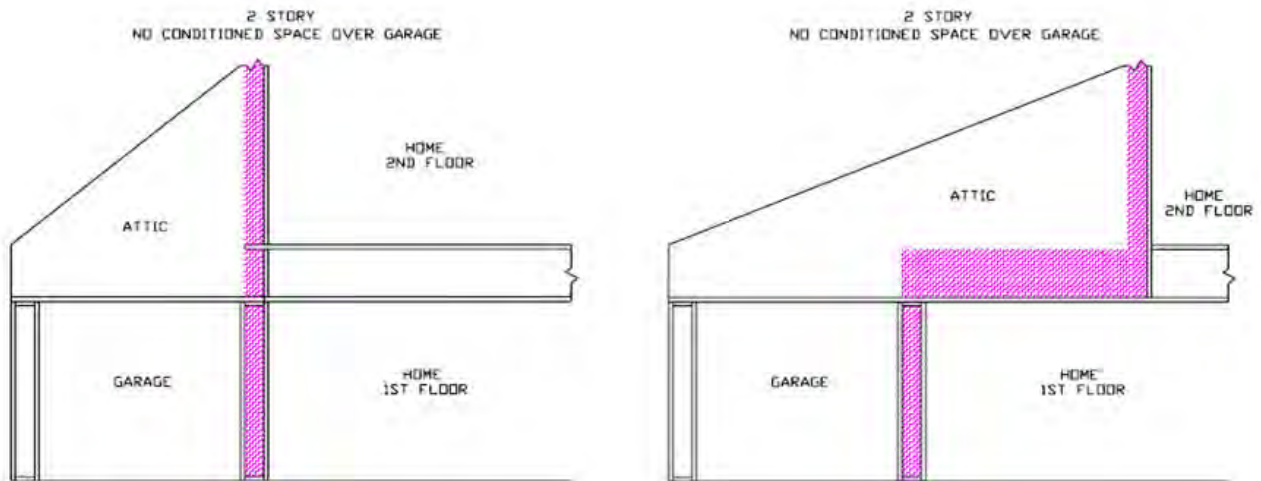 2 STORY
NO CONDITIONED SPACE OVER GARAGE
HOME
2ND FLOOR
ATTIC
GARAGE
HOME
1ST FLOOR
2 STORY
NO CONDITIONED SPACE OVER GARAGE
ATTIC
HOME
2ND FLOOR
GARAGE
HOME
1ST FLOOR